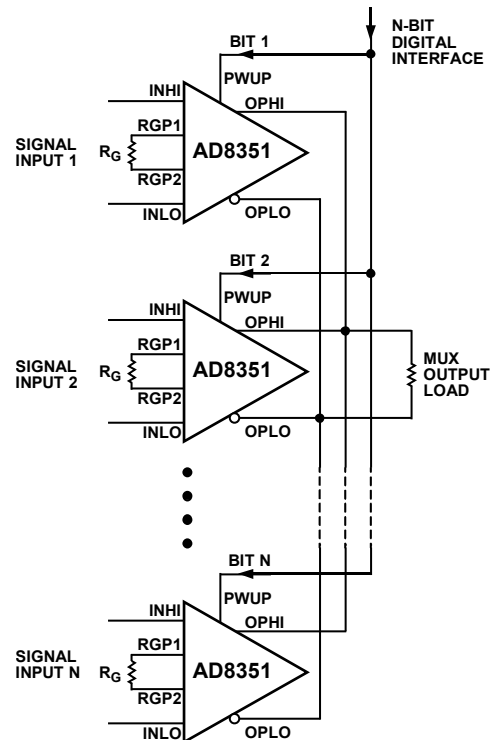 N-BIT
DIGITAL
INTERFACE
BIT 1
PWUP
INHI
OPHI
RGP1
SIGNAL
INPUT 1
RG
AD8351
RGP2
INLO
OPLO
BIT 2
PWUP
INHI
OPHI
RGP1
SIGNAL
INPUT 2
RG
AD8351
RGP2
INLO
OPLO
MUX
OUTPUT
LOAD
BIT N
PWUP
INHI
OPHI
RGP1
SIGNAL
INPUT N
RG
AD8351
RGP2
INLO
OPLO